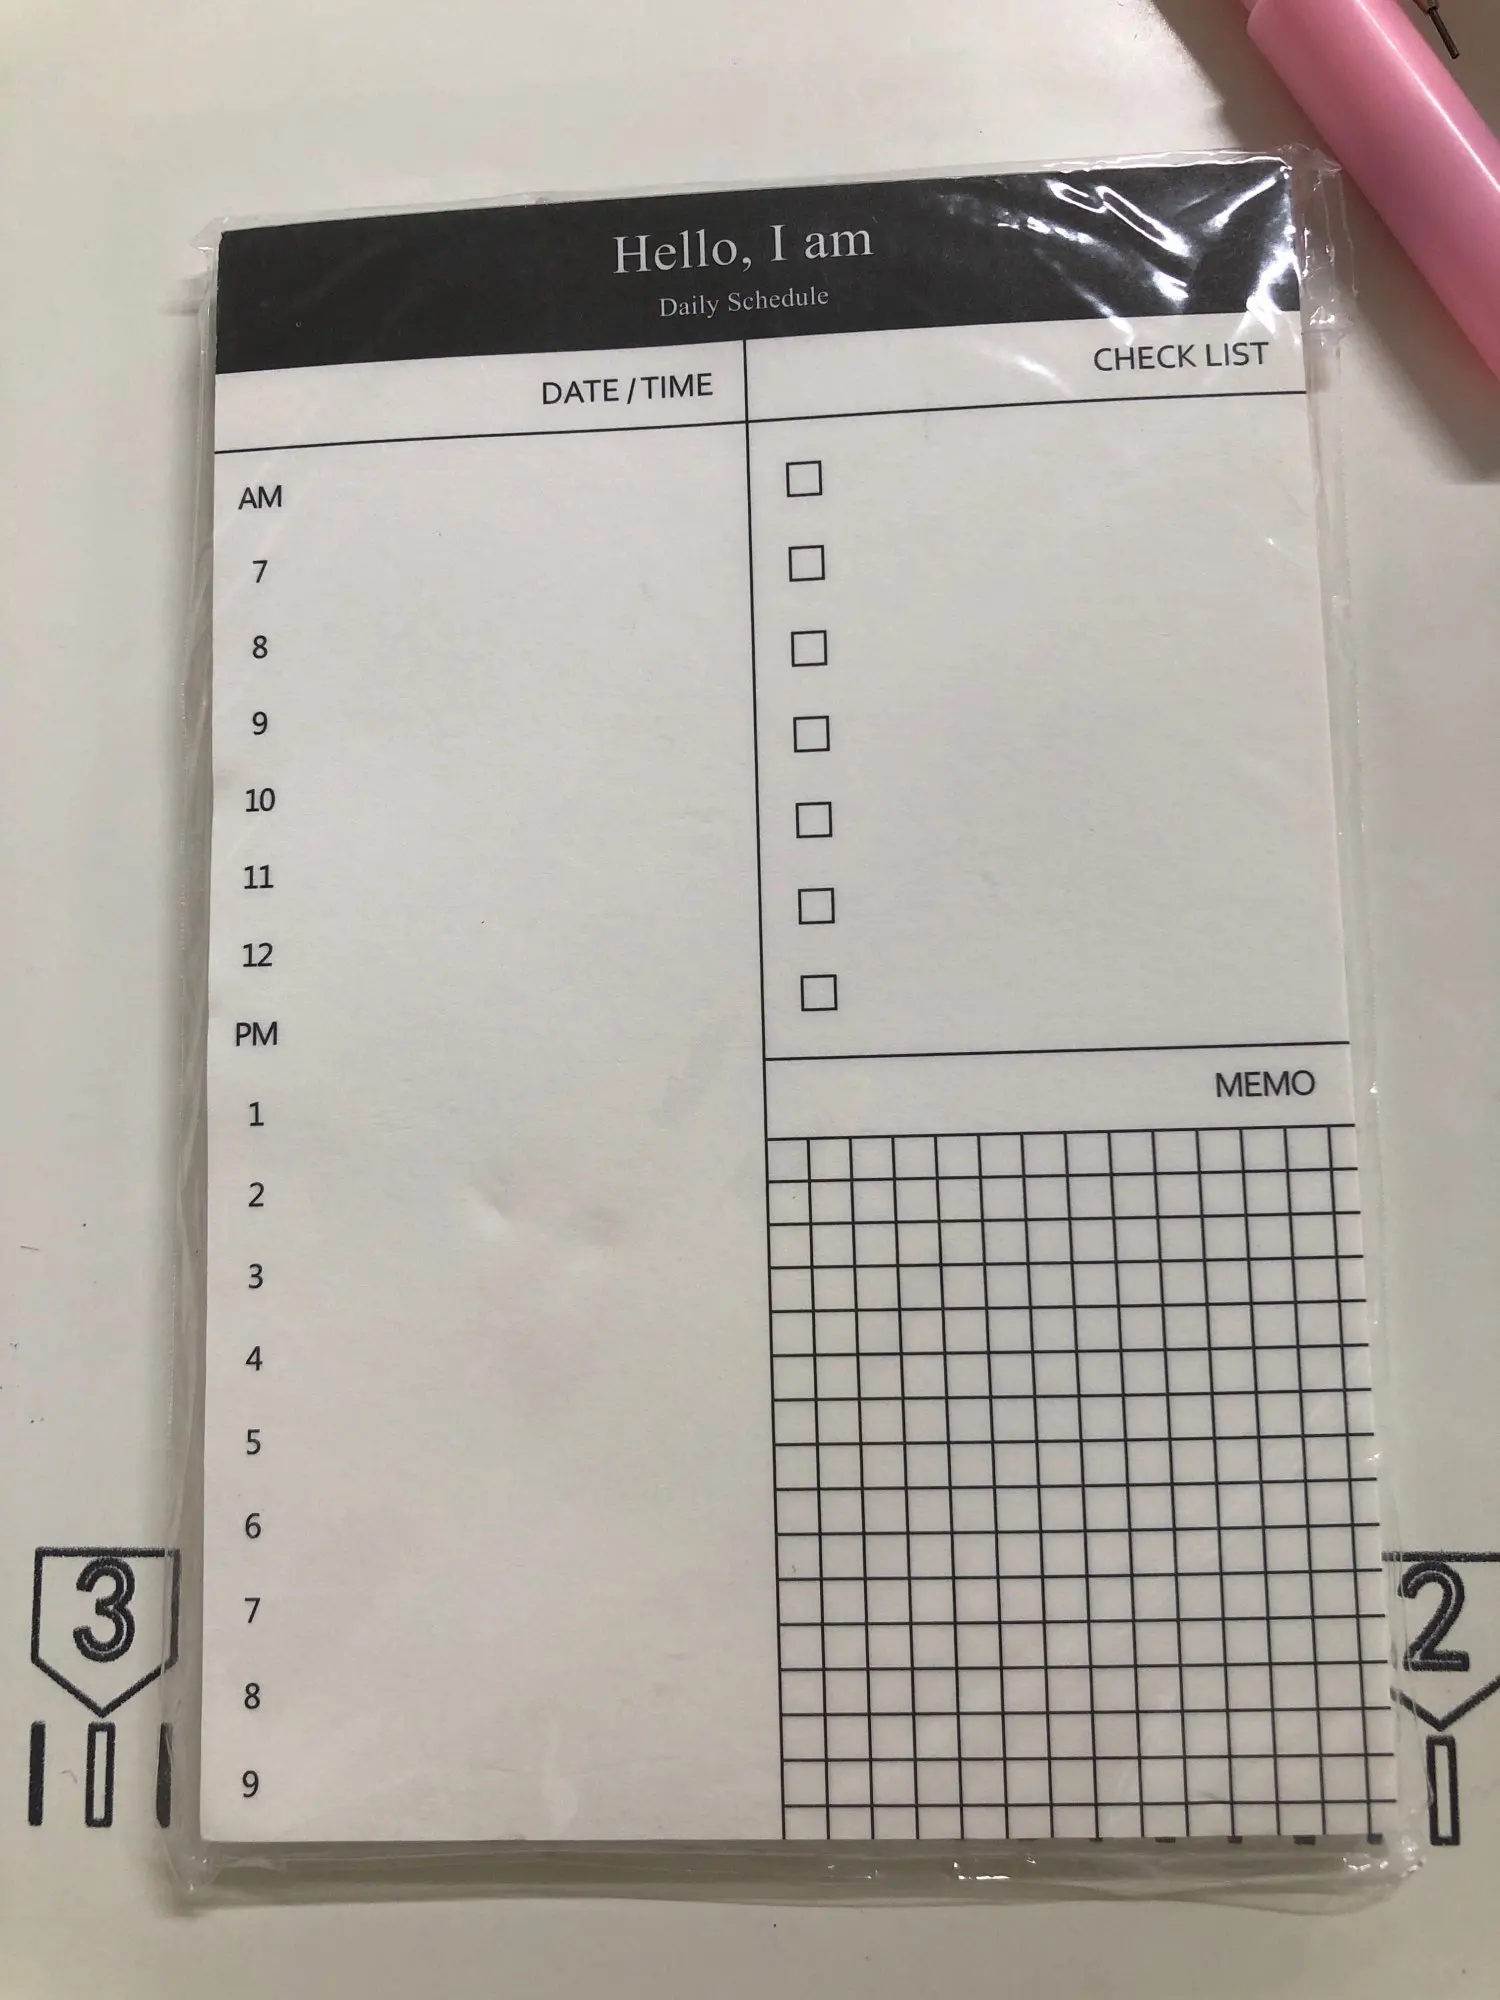 Hello, I am
Daily Schedule
DATE / TIME
AM
7
8
9
10
11
12
PM
1
2
3
4
5
6
7
8
9
CHECK LIST
MEMO
3
2